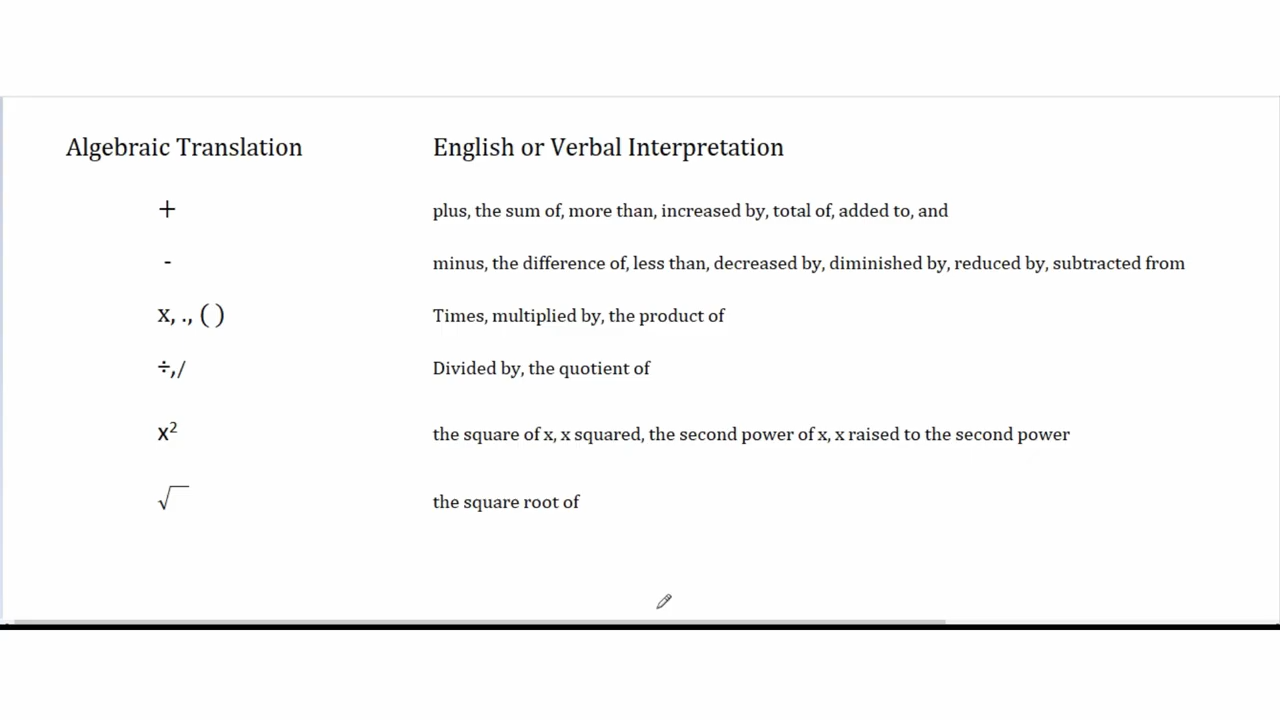 Algebraic Translation English or Verbal Interpretation
+ plus, the sum of, more than, increased by, total of, added to, and
- minus, the difference of, less than, decreased by, diminished by, reduced by, subtracted from
x, ., ( ) Times, multiplied by, the product of
÷,/ Divided by, the quotient of
x² the square of x, x squared, the second power of x, x raised to the second power
√ the square root of